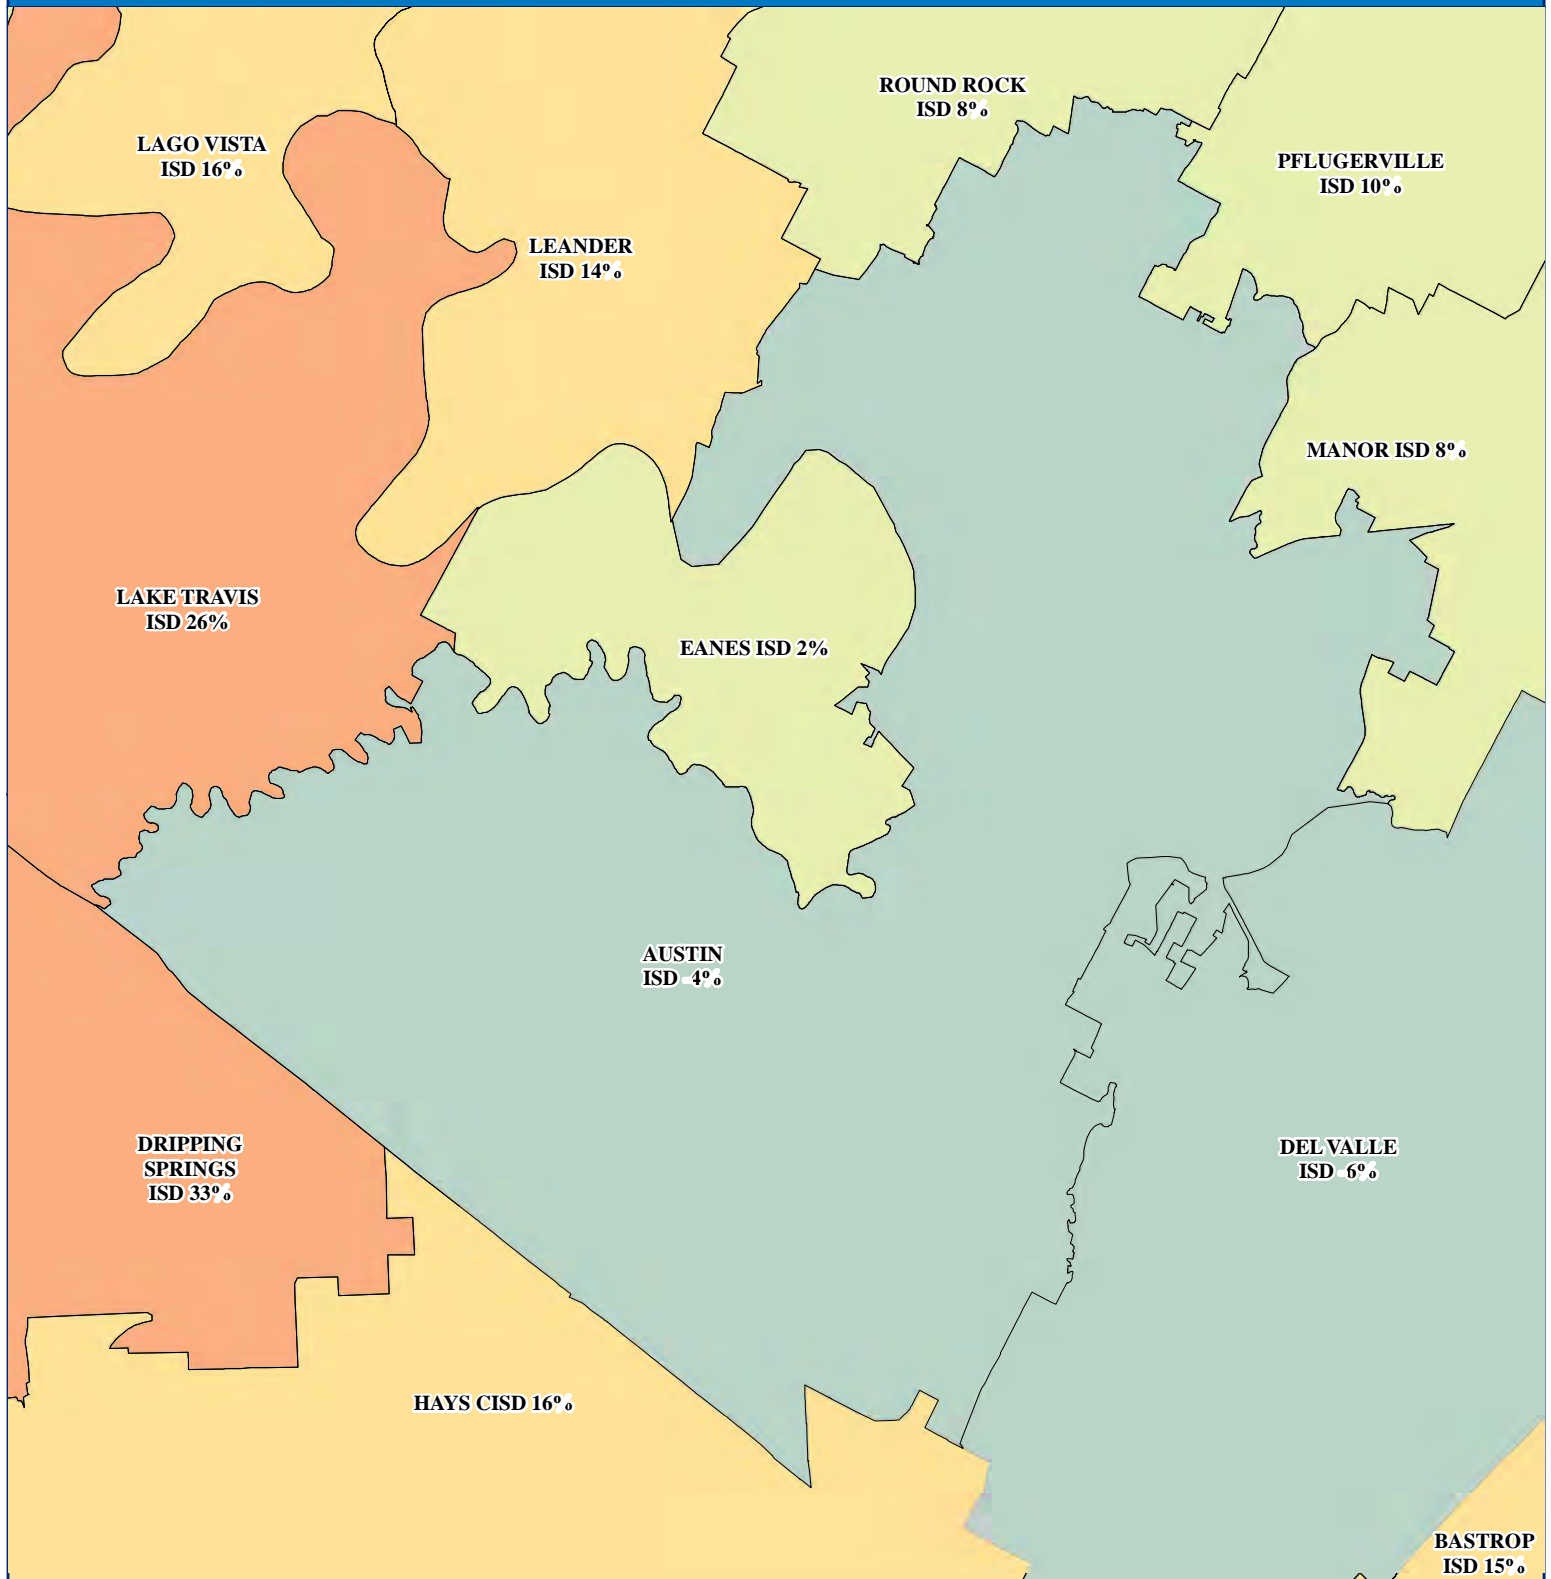 ROUND ROCK
ISD 8%
LAGO VISTA
ISD 16%
PFLUGERVILLE
ISD 10%
LEANDER
ISD 14%
MANOR ISD 8%
LAKE TRAVIS
ISD 26%
EANES ISD 2%
AUSTIN
ISD -4%
DRIPPING
SPRINGS
ISD 33%
DEL VALLE
ISD -6%
HAYS CISD 16%
BASTROP
ISD 15%